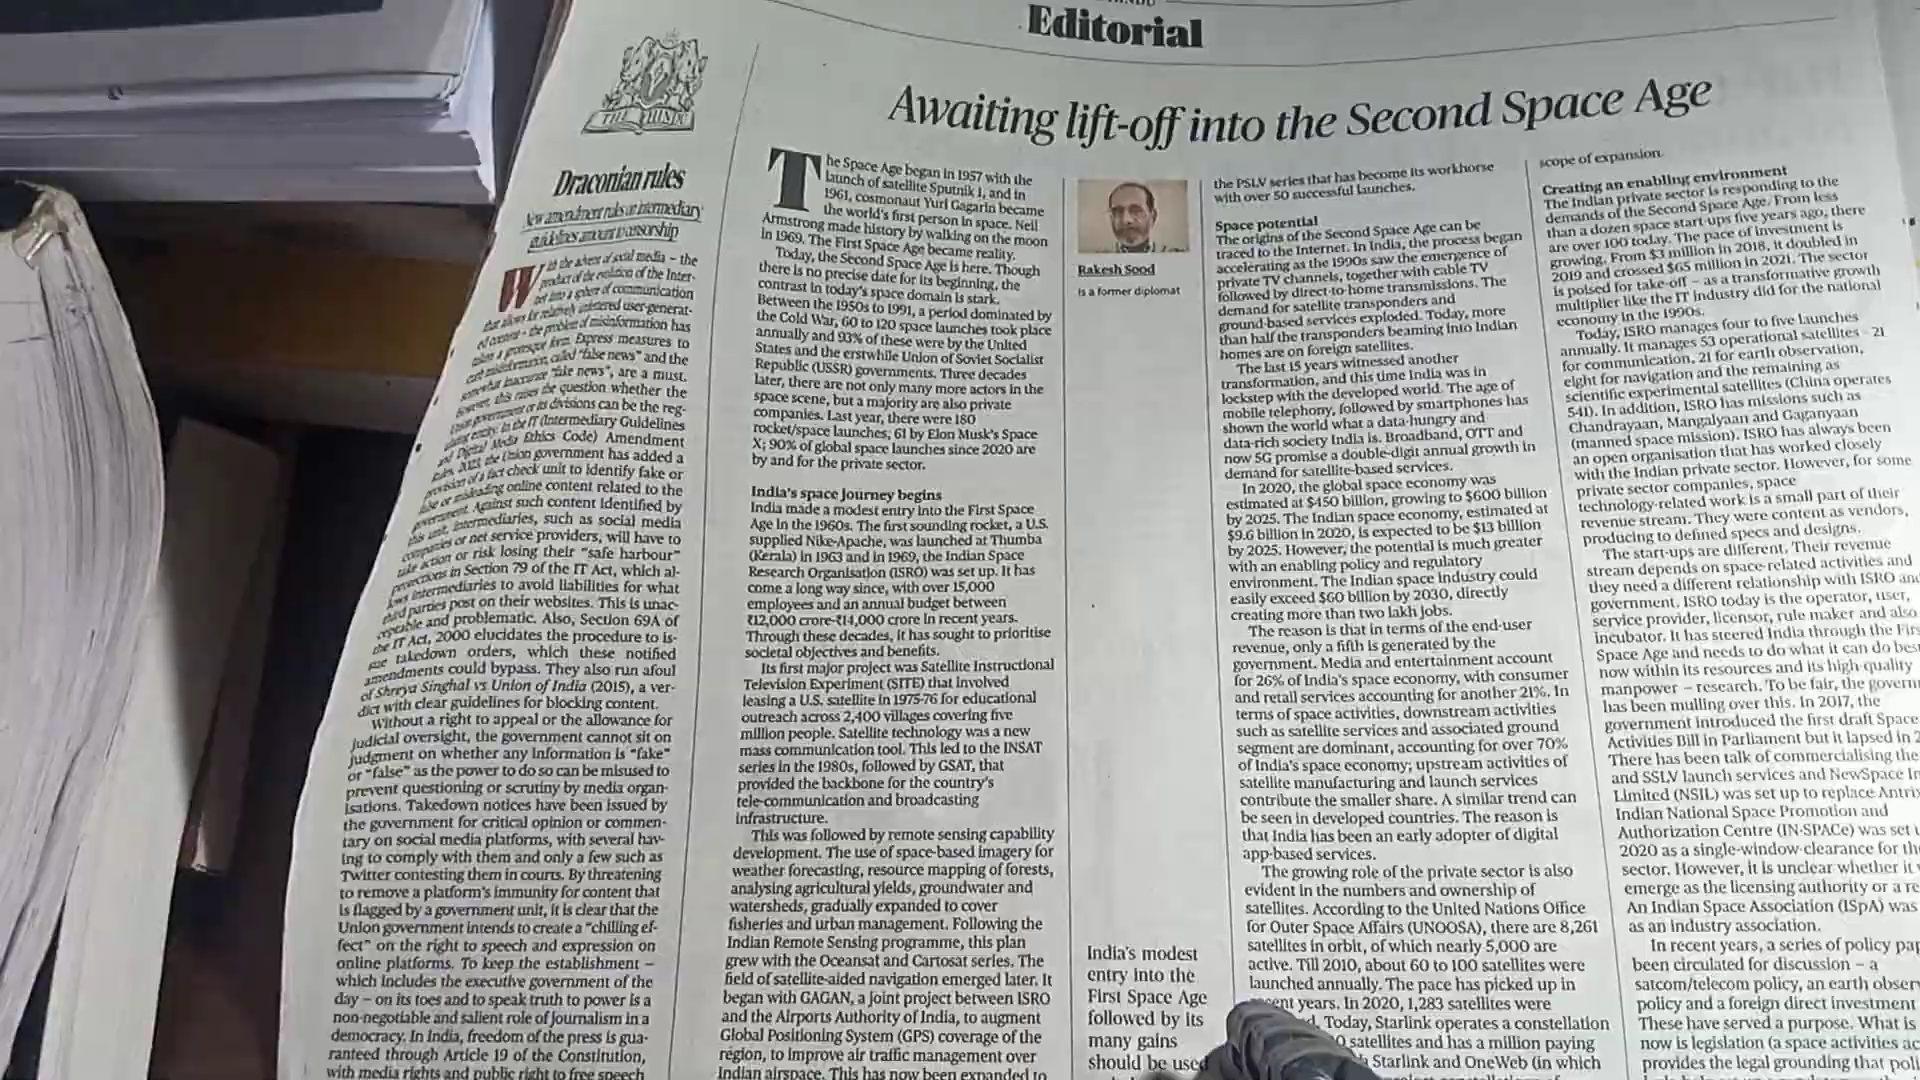 Editorial
THE HINDU
Draconian rules
New amendment rules on intermediary
guidelines amount to censorship
With the advent of social media – the
product of the evolution of the Inter-
net into a sphere of communication
that allows for relatively untettered user-generat-
ed content – the problem of misinformation has
taken a grotesque form. Express measures to
curb misinformation, called "false news" and the
somewhat inaccurate "fake news", are a must.
However, this raises the question whether the
Union government or its divisions can be the reg-
ulating entity. In the IT (Intermediary Guidelines
and Digital Media Ethics Code) Amendment
Rules, 2023, the Union government has added a
provision of a fact check unit to identify fake or
false or misleading online content related to the
government. Against such content identified by
this unit, intermediaries, such as social media
companies or net service providers, will have to
take action or risk losing their "safe harbour"
protections in Section 79 of the IT Act, which al-
lows intermediaries to avoid liabilities for what
third parties post on their websites. This is unac-
ceptable and problematic. Also, Section 69A of
the IT Act, 2000 elucidates the procedure to is-
sue takedown orders, which these notified
amendments could bypass. They also run afoul
of Shreya Singhal vs Union of India (2015), a ver-
dict with clear guidelines for blocking content.
Without a right to appeal or the allowance for
judicial oversight, the government cannot sit on
judgment on whether any information is "fake"
or "false" as the power to do so can be misused to
prevent questioning or scrutiny by media organ-
isations. Takedown notices have been issued by
the government for critical opinion or commen-
tary on social media platforms, with several hav-
ing to comply with them and only a few such as
Twitter contesting them in courts. By threatening
to remove a platform's immunity for content that
is flagged by a government unit, it is clear that the
Union government intends to create a "chilling ef-
fect" on the right to speech and expression on
online platforms. To keep the establishment –
which includes the executive government of the
day – on its toes and to speak truth to power is a
non-negotiable and salient role of journalism in a
democracy. In India, freedom of the press is gua-
ranteed through Article 19 of the Constitution,
with media rights and public right to free speech
Awaiting lift-off into the Second Space Age
The Space Age began in 1957 with the
launch of satellite Sputnik 1, and in
1961, cosmonaut Yuri Gagarin became
the world's first person in space. Neil
Armstrong made history by walking on the moon
in 1969. The First Space Age became reality.
Today, the Second Space Age is here. Though
there is no precise date for its beginning, the
contrast in today's space domain is stark.
Between the 1950s to 1991, a period dominated by
the Cold War, 60 to 120 space launches took place
annually and 93% of these were by the United
States and the erstwhile Union of Soviet Socialist
Republic (USSR) governments. Three decades
later, there are not only many more actors in the
space scene, but a majority are also private
companies. Last year, there were 180
rocket/space launches, 61 by Elon Musk's Space
X; 90% of global space launches since 2020 are
by and for the private sector.
India's space journey begins
India made a modest entry into the First Space
Age in the 1960s. The first sounding rocket, a U.S.
supplied Nike-Apache, was launched at Thumba
(Kerala) in 1963 and in 1969, the Indian Space
Research Organisation (ISRO) was set up. It has
come a long way since, with over 15,000
employees and an annual budget between
₹12,000 crore-₹14,000 crore in recent years.
Through these decades, it has sought to prioritise
societal objectives and benefits.
Its first major project was Satellite Instructional
Television Experiment (SITE) that involved
leasing a U.S. satellite in 1975-76 for educational
outreach across 2,400 villages covering five
million people. Satellite technology was a new
mass communication tool. This led to the INSAT
series in the 1980s, followed by GSAT, that
provided the backbone for the country's
tele-communication and broadcasting
infrastructure.
This was followed by remote sensing capability
development. The use of space-based imagery for
weather forecasting, resource mapping of forests,
analysing agricultural yields, groundwater and
watersheds, gradually expanded to cover
fisheries and urban management. Following the
Indian Remote Sensing programme, this plan
grew with the Oceansat and Cartosat series. The
field of satellite-aided navigation emerged later. It
began with GAGAN, a joint project between ISRO
and the Airports Authority of India, to augment
Global Positioning System (GPS) coverage of the
region, to improve air traffic management over
Indian airspace. This has now been expanded to
Rakesh Sood
is a former diplomat
India's modest
entry into the
First Space Age
followed by its
many gains
should be used
the PSLV series that has become its workhorse
with over 50 successful launches.
Space potential
The origins of the Second Space Age can be
traced to the Internet. In India, the process began
accelerating as the 1990s saw the emergence of
private TV channels, together with cable TV
followed by direct-to-home transmissions. The
demand for satellite transponders and
ground-based services exploded. Today, more
than half the transponders beaming into Indian
homes are on foreign satellites.
The last 15 years witnessed another
transformation, and this time India was in
lockstep with the developed world. The age of
mobile telephony, followed by smartphones has
shown the world what a data-hungry and
data-rich society India is. Broadband, OTT and
now 5G promise a double-digit annual growth in
demand for satellite-based services.
In 2020, the global space economy was
estimated at $450 billion, growing to $600 billion
by 2025. The Indian space economy, estimated at
$9.6 billion in 2020, is expected to be $13 billion
by 2025. However, the potential is much greater
with an enabling policy and regulatory
environment. The Indian space industry could
easily exceed $60 billion by 2030, directly
creating more than two lakh jobs.
The reason is that in terms of the end-user
revenue, only a fifth is generated by the
government. Media and entertainment account
for 26% of India's space economy, with consumer
and retail services accounting for another 21%. In
terms of space activities, downstream activities
such as satellite services and associated ground
segment are dominant, accounting for over 70%
of India's space economy; upstream activities of
satellite manufacturing and launch services
contribute the smaller share. A similar trend can
be seen in developed countries. The reason is
that India has been an early adopter of digital
app-based services.
The growing role of the private sector is also
evident in the numbers and ownership of
satellites. According to the United Nations Office
for Outer Space Affairs (UNOOSA), there are 8,261
satellites in orbit, of which nearly 5,000 are
active. Till 2010, about 60 to 100 satellites were
launched annually. The pace has picked up in
years. In 2020, 1,283 satellites were
Today, Starlink operates a constellation
satellites and has a million paying
Starlink and OneWeb (in which
scope of expansion.
Creating an enabling environment
The Indian private sector is responding to the
demands of the Second Space Age. From less
than a dozen space start-ups five years ago, there
are over 100 today. The pace of investment is
growing. From $3 million in 2018, it doubled in
2019 and crossed $65 million in 2021. The sector
is poised for take-off – as a transformative growth
multiplier like the IT industry did for the national
economy in the 1990s.
Today, ISRO manages four to five launches
annually. It manages 53 operational satellites – 21
for communication, 21 for earth observation,
eight for navigation and the remaining as
scientific experimental satellites (China operates
541). In addition, ISRO has missions such as
Chandrayaan, Mangalyaan and Gaganyaan
(manned space mission). ISRO has always been
an open organisation that has worked closely
with the Indian private sector. However, for some
private sector companies, space
technology-related work is a small part of their
revenue stream. They were content as vendors,
producing to defined specs and designs.
The start-ups are different. Their revenue
stream depends on space-related activities and
they need a different relationship with ISRO and
government. ISRO today is the operator, user,
service provider, licensor, rule maker and also
incubator. It has steered India through the
Space Age and needs to do what it can do
now within its resources and its high-quality
manpower – research. To be fair, the
has been mulling over this. In 2017, the
government introduced the first draft Space
Activities Bill in Parliament but it lapsed in
There has been talk of commercialising the
and SSLV launch services and NewSpace
Limited (NSIL) was set up to replace
Indian National Space Promotion and
Authorization Centre (IN-SPACe) was set
2020 as a single-window-clearance for the
sector. However, it is unclear whether it
emerge as the licensing authority or a
An Indian Space Association (ISpA) was
as an industry association.
In recent years, a series of policy
been circulated for discussion – a
satcom/telecom policy, an earth
policy and a foreign direct investment
These have served a purpose. What is
now is legislation (a space activities
provides the legal grounding that